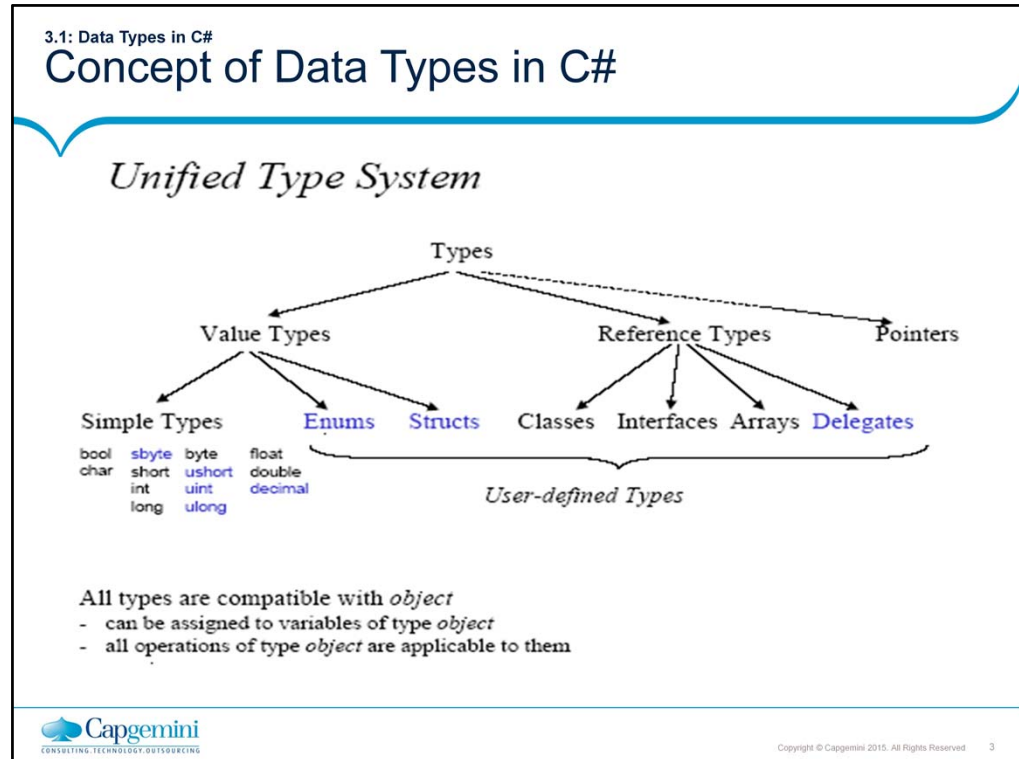 3.1: Data Types in C#
Concept of Data Types in C#
Unified Type System
Types
Value Types Reference Types Pointers
Simple Types Enums Structs Classes Interfaces Arrays Delegates
bool sbyte byte float
char short ushort double
int uint decimal
long ulong
User-defined Types
All types are compatible with object
- can be assigned to variables of type object
- all operations of type object are applicable to them
Capgemini
CONSULTING.TECHNOLOGY.OUTSOURCING
Copyright © Capgemini 2015. All Rights Reserved 3